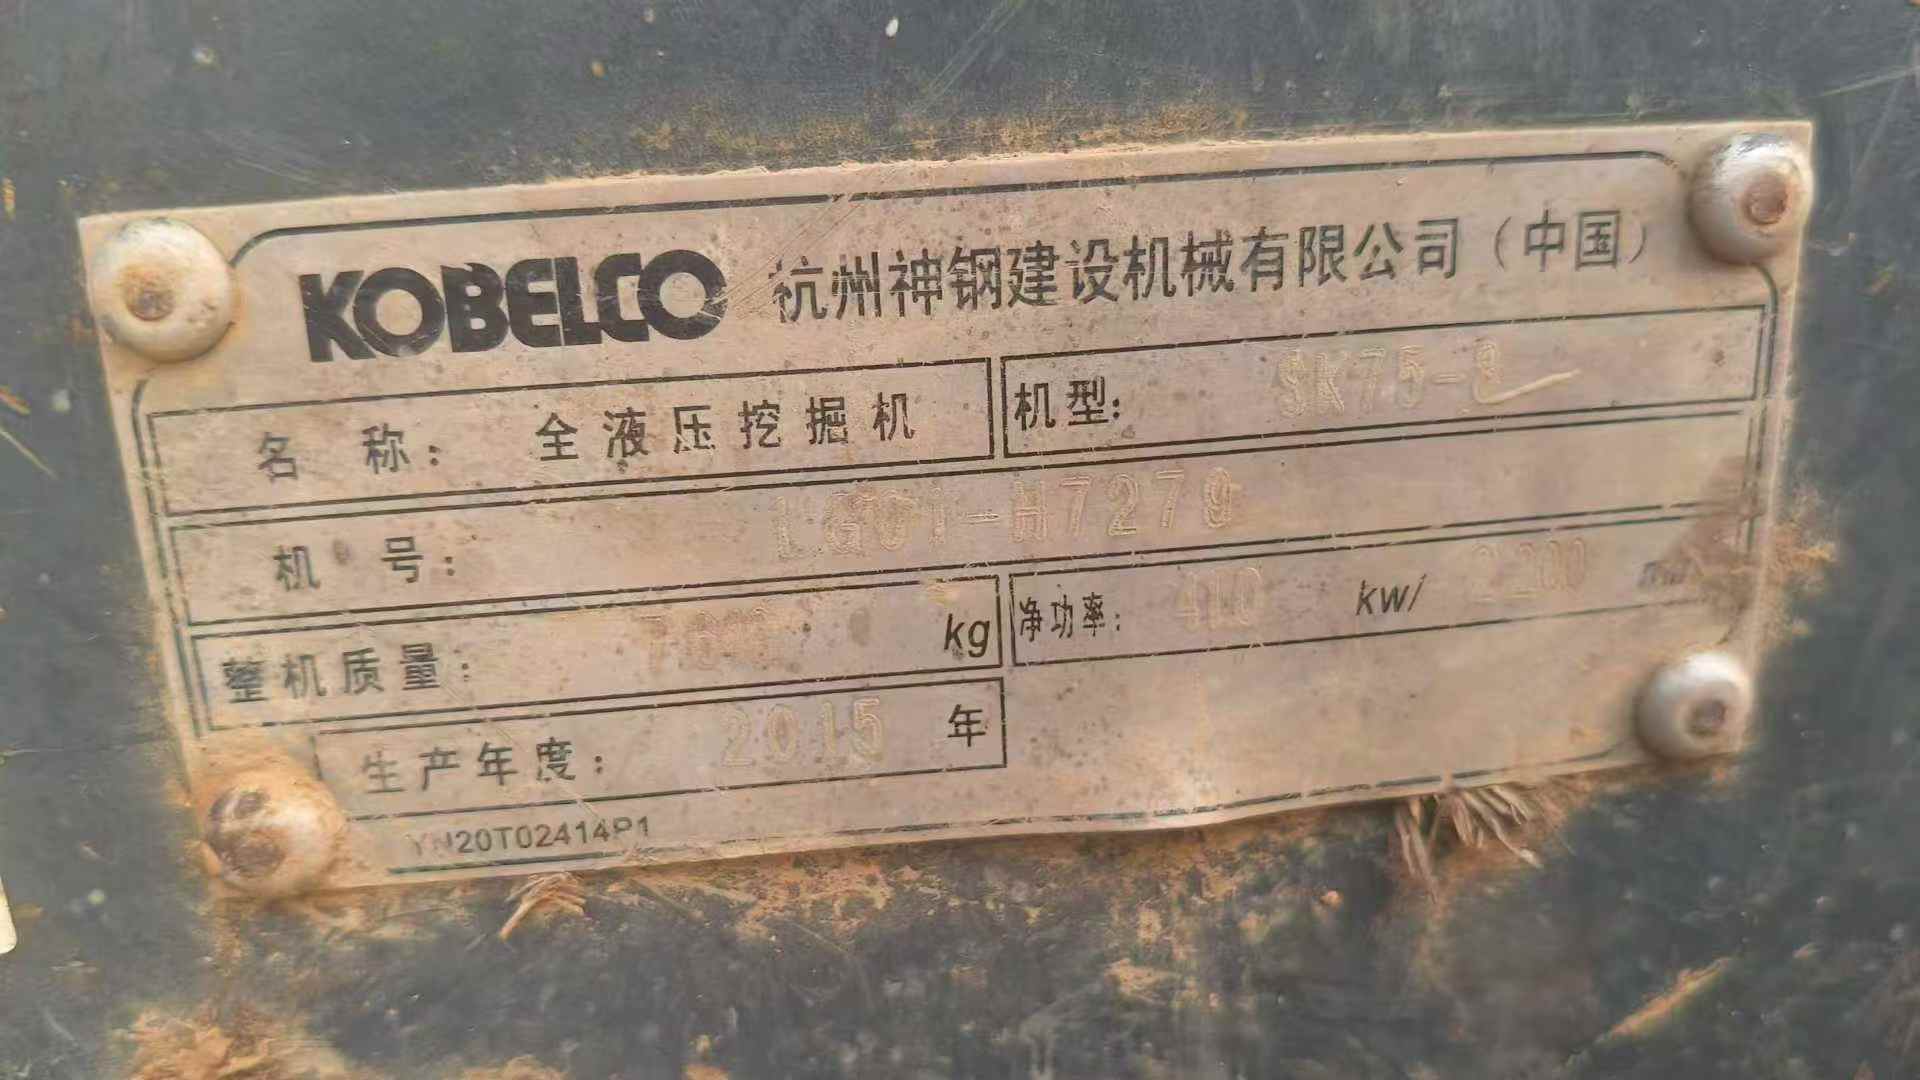 KOBELCO 杭州神钢建设机械有限公司（中国）
名 称： 全液压挖掘机 机型： SK75-8
机 号： LG01-H7279
整机质量： kg 净功率： kw/ 2200
生产年度： 2015 年
YN20T02414P1